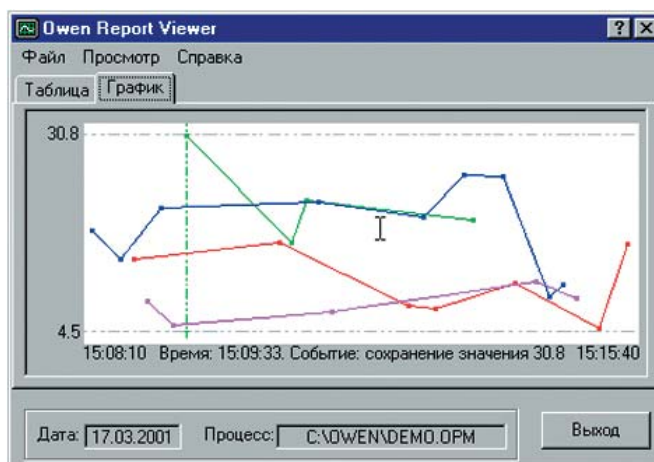 Owen Report Viewer
Файл Просмотр Справка
Таблица График
30.8
4.5
15:08:10 Время: 15:09:33. Событие: сохранение значения 30.8 15:15:40
Дата: 17.03.2001 Процесс: C:\OWEN\DEMO.OPM Выход